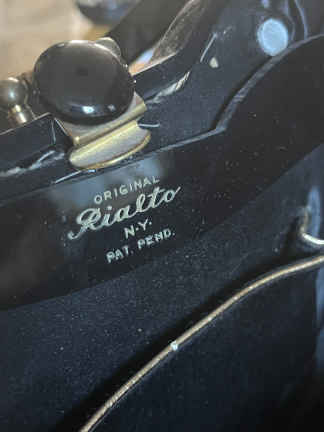 ORIGINAL
Rialto
N·Y·
PAT. PEND.